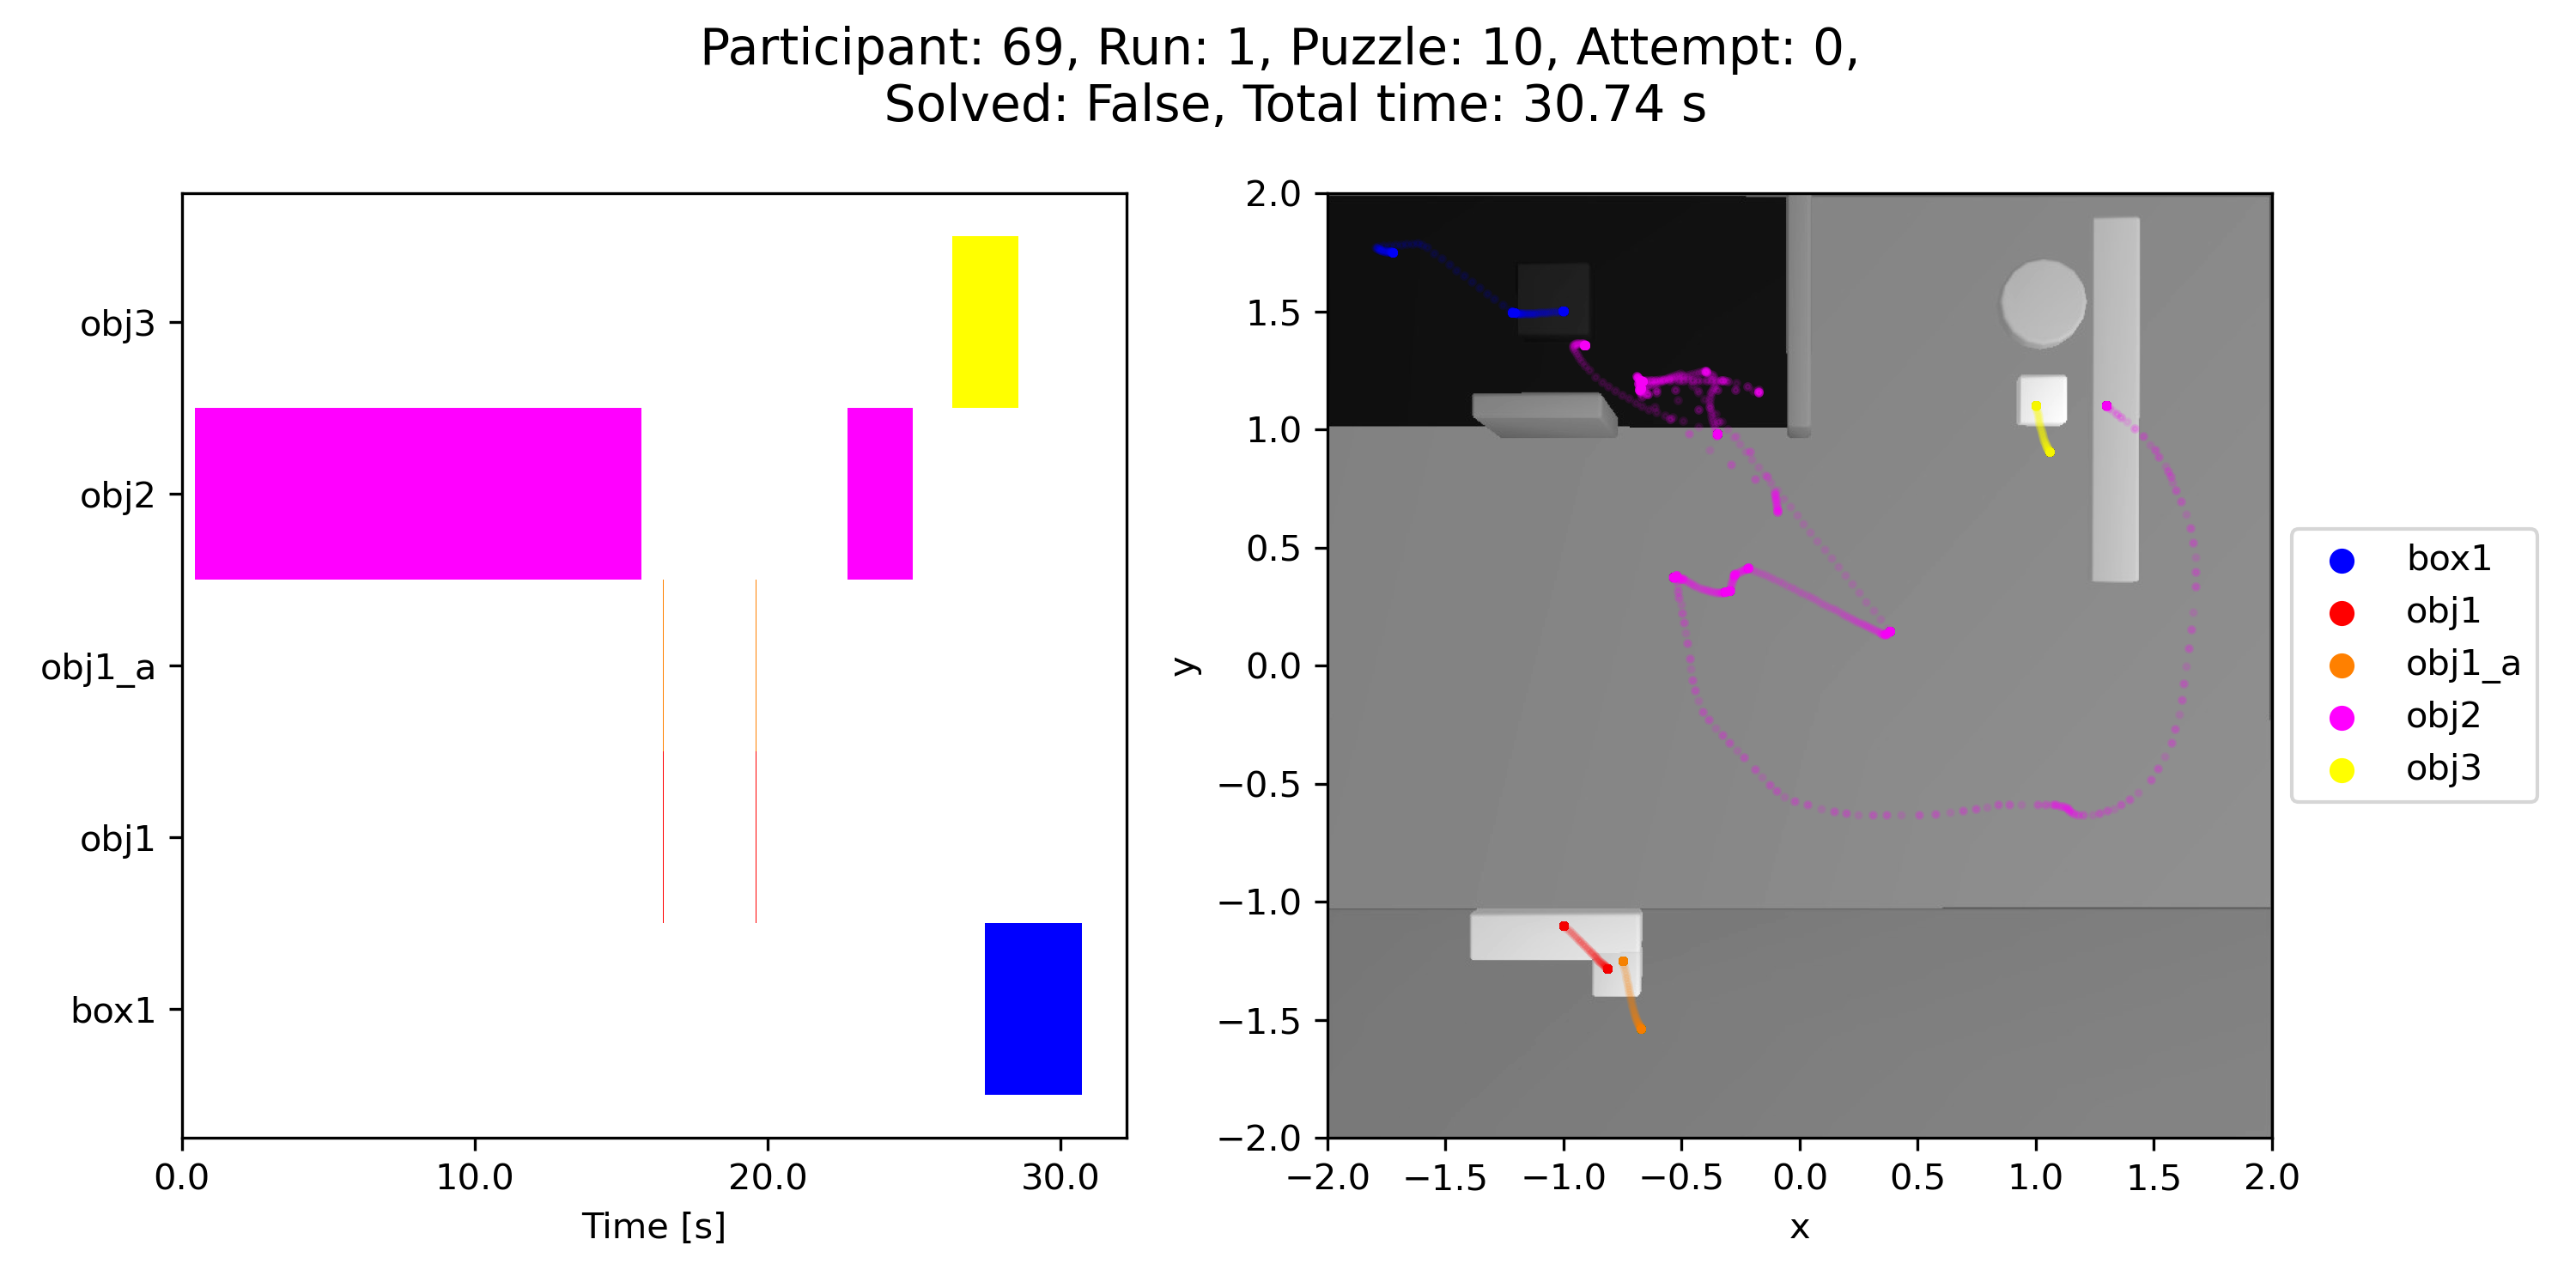 Participant: 69, Run: 1, Puzzle: 10, Attempt: 0,
Solved: False, Total time: 30.74 s
obj3
obj2
obj1_a
obj1
box1
0.0 10.0 20.0 30.0
Time [s]
2.0
1.5
1.0
0.5
0.0
−0.5
−1.0
−1.5
−2.0
y
−2.0 −1.5 −1.0 −0.5 0.0 0.5 1.0 1.5 2.0
x
box1
obj1
obj1_a
obj2
obj3